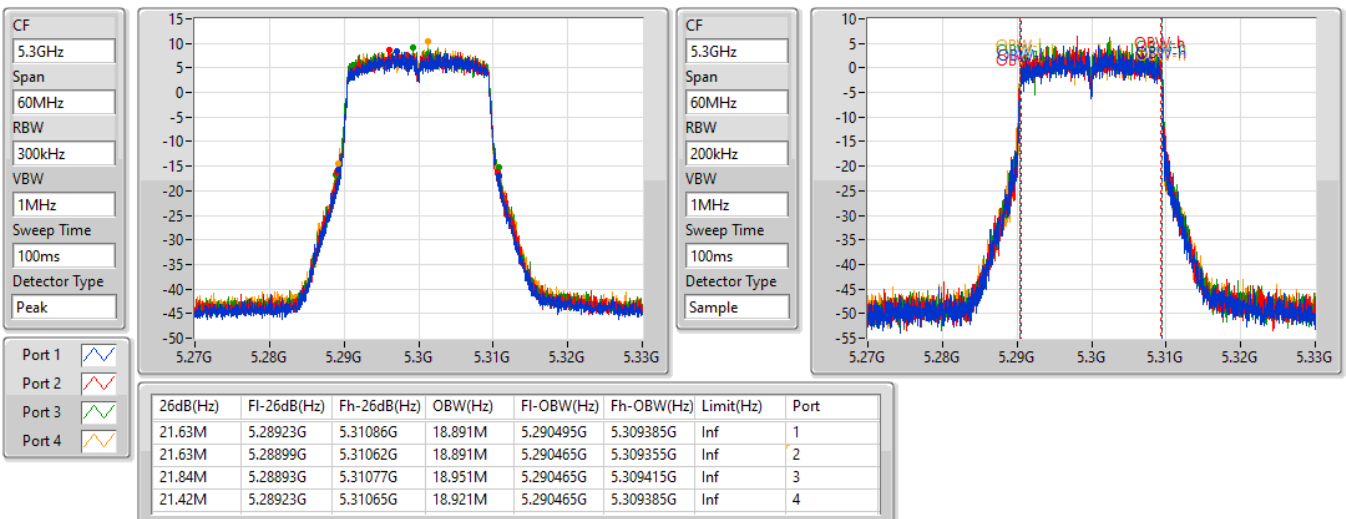 CF
5.3GHz
Span
60MHz
RBW
300kHz
VBW
1MHz
Sweep Time
100ms
Detector Type
Peak
15
10
5
0
-5
-10
-15
-20
-25
-30
-35
-40
-45
-50
5.27G 5.28G 5.29G 5.3G 5.31G 5.32G 5.33G
CF
5.3GHz
Span
60MHz
RBW
200kHz
VBW
1MHz
Sweep Time
100ms
Detector Type
Sample
10
5
0
-5
-10
-15
-20
-25
-30
-35
-40
-45
-50
-55
OBW-h
5.27G 5.28G 5.29G 5.3G 5.31G 5.32G 5.33G
Port 1
Port 2
Port 3
Port 4
26dB(Hz) Fl-26dB(Hz) Fh-26dB(Hz) OBW(Hz) Fl-OBW(Hz) Fh-OBW(Hz) Limit(Hz) Port
21.63M 5.28923G 5.31086G 18.891M 5.290495G 5.309385G Inf 1
21.63M 5.28899G 5.31062G 18.891M 5.290465G 5.309355G Inf 2
21.84M 5.28893G 5.31077G 18.951M 5.290465G 5.309415G Inf 3
21.42M 5.28923G 5.31065G 18.921M 5.290465G 5.309385G Inf 4